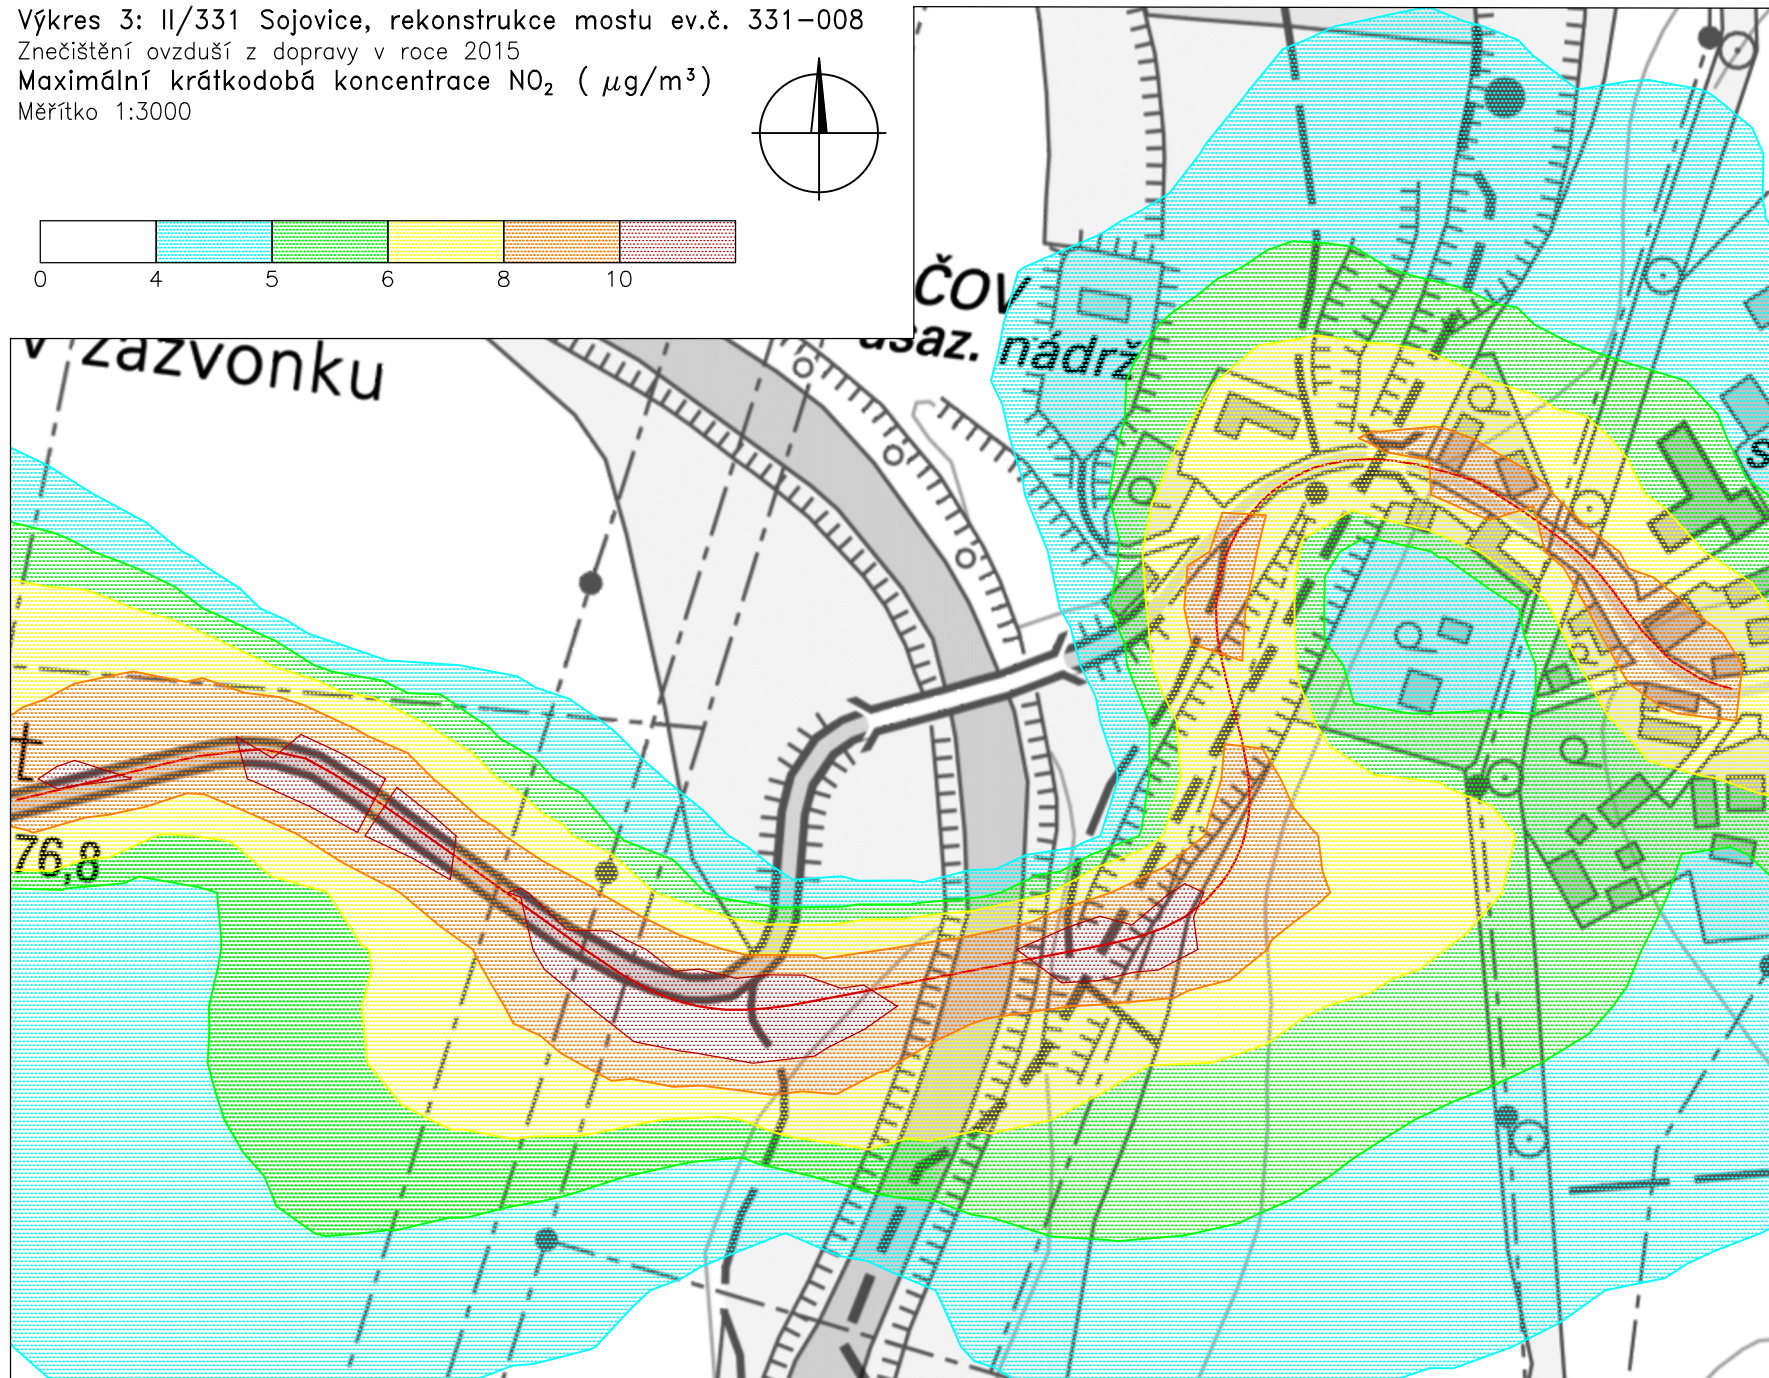 Výkres 3: II/331 Sojovice, rekonstrukce mostu ev.č. 331-008
Znečištění ovzduší z dopravy v roce 2015
Maximální krátkodobá koncentrace NO₂ ( μg/m³)
Měřítko 1:3000
0 4 5 6 8 10
ČOV
usaz. nádrž
V zázvonku
t
76,8
s